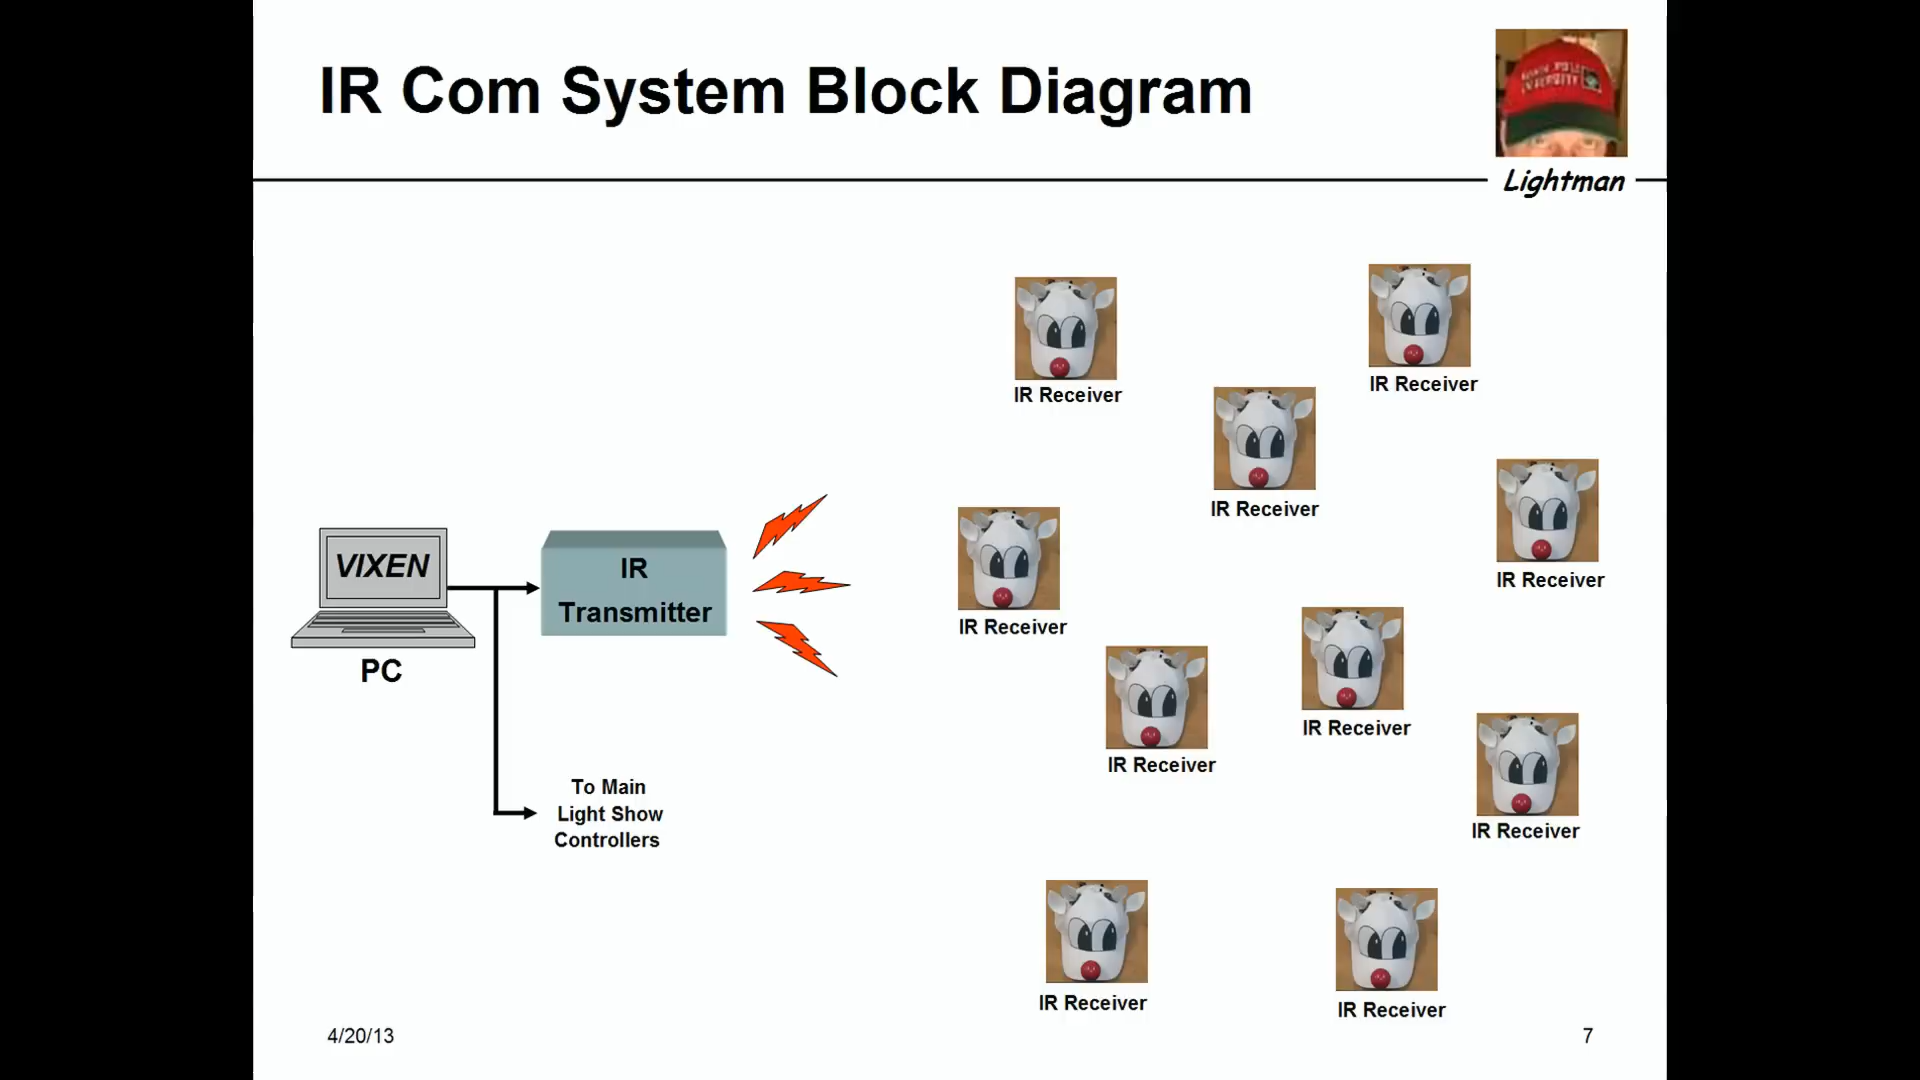 IR Com System Block Diagram
Lightman
IR Receiver
IR Receiver
IR Receiver
IR Receiver
IR Receiver
IR Receiver
IR Receiver
IR Receiver
IR Receiver
IR Receiver
VIXEN
PC
IR
Transmitter
To Main
Light Show
Controllers
4/20/13
7